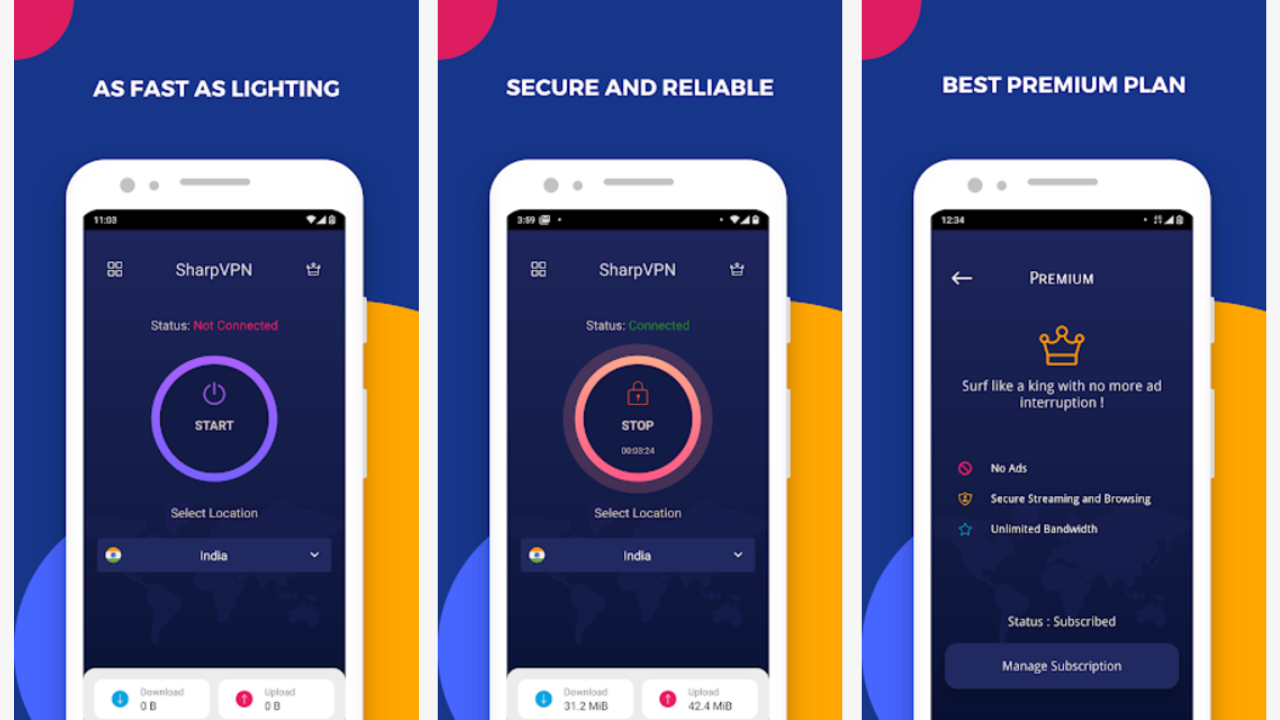 AS FAST AS LIGHTING
11:03
SharpVPN
Status: Not Connected
START
Select Location
India
Download
0 B
Upload
0 B
SECURE AND RELIABLE
3:59
SharpVPN
Status: Connected
STOP
00:03:24
Select Location
India
Download
31.2 MiB
Upload
42.4 MiB
BEST PREMIUM PLAN
12:34
PREMIUM
Surf like a king with no more ad
interruption !
No Ads
Secure Streaming and Browsing
Unlimited Bandwidth
Status : Subscribed
Manage Subscription